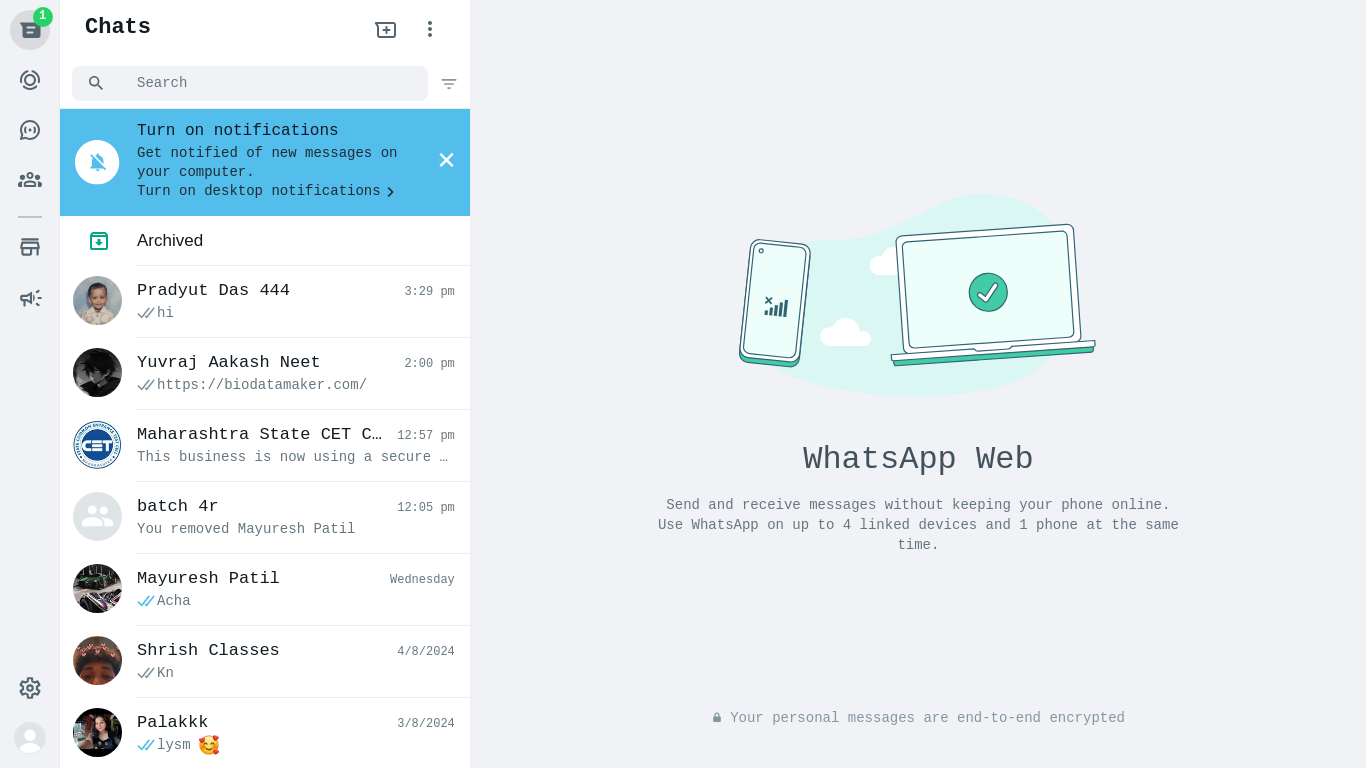 1
Chats
Search
Turn on notifications
Get notified of new messages on
your computer.
Turn on desktop notifications
Archived
Pradyut Das 444
3:29 pm
hi
Yuvraj Aakash Neet
2:00 pm
https://biodatamaker.com/
Maharashtra State CET C…
12:57 pm
This business is now using a secure …
CET
batch 4r
12:05 pm
You removed Mayuresh Patil
Mayuresh Patil
Wednesday
Acha
Shrish Classes
4/8/2024
Kn
Palakkk
3/8/2024
lysm 🥰
WhatsApp Web
Send and receive messages without keeping your phone online.
Use WhatsApp on up to 4 linked devices and 1 phone at the same
time.
Your personal messages are end-to-end encrypted